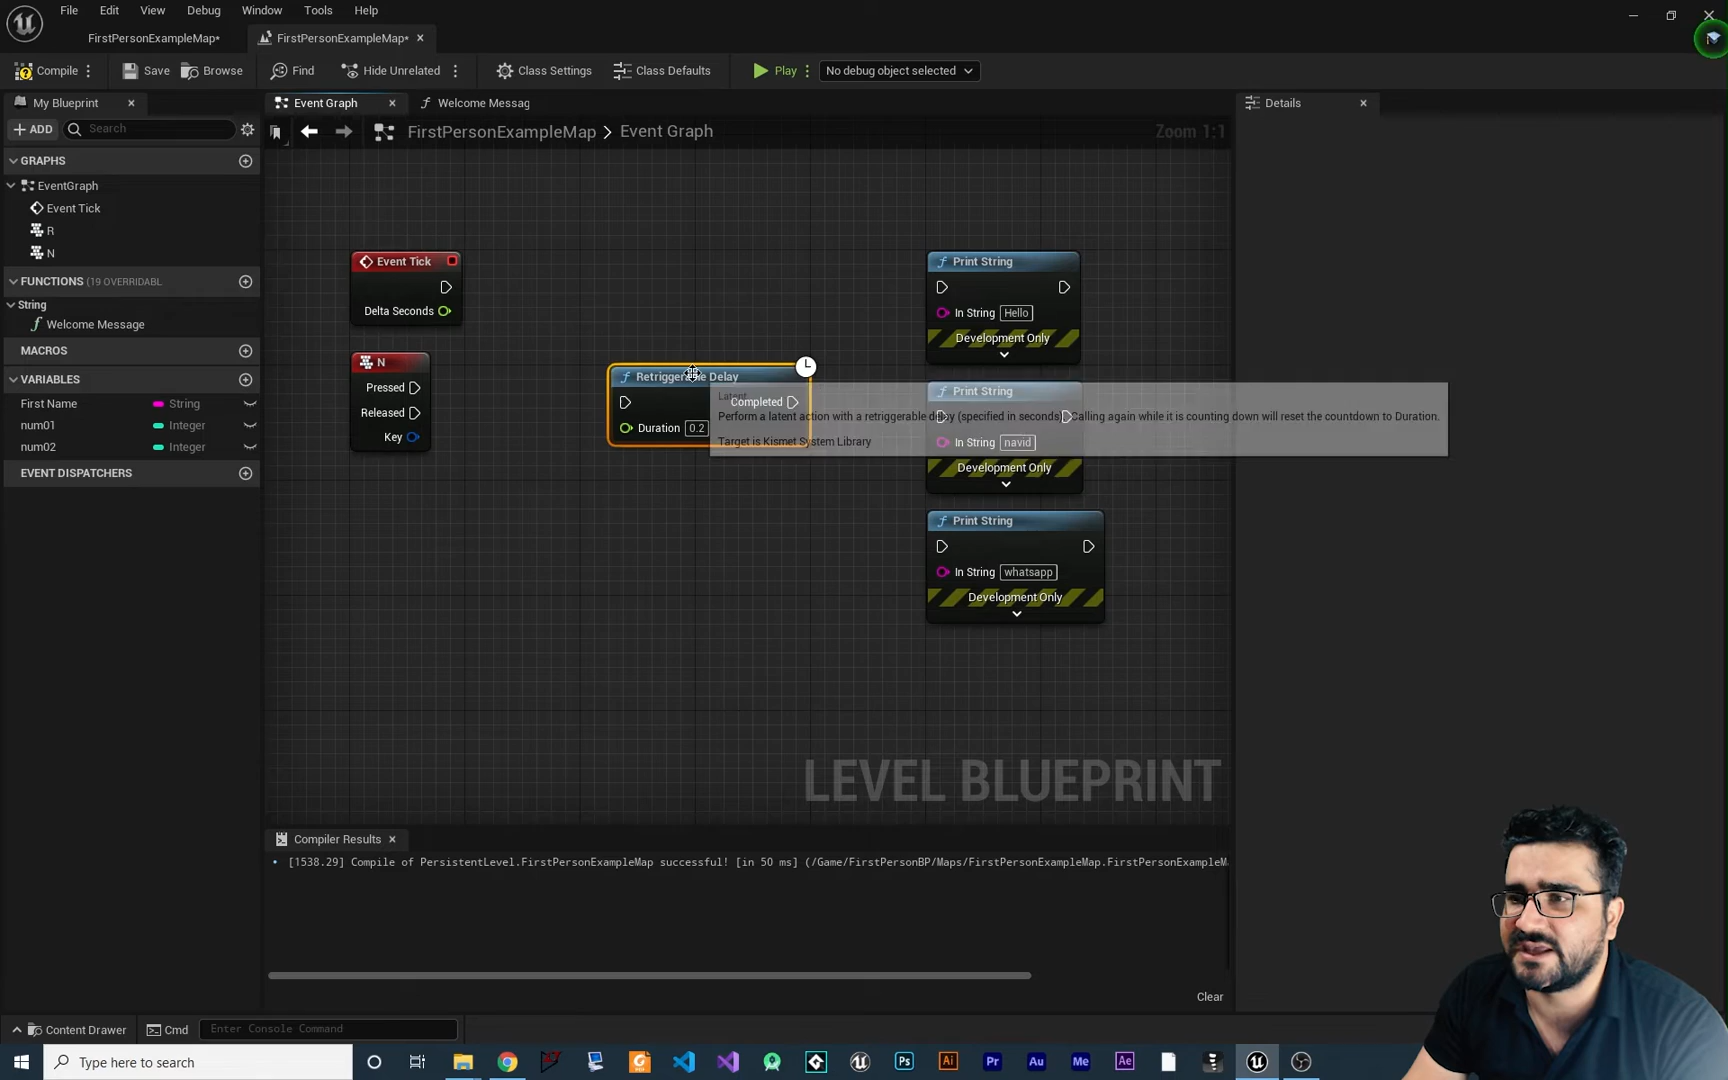 File Edit View Debug Window Tools Help
FirstPersonExampleMap* FirstPersonExampleMap*
Compile Save Browse Find Hide Unrelated Class Settings Class Defaults Play No debug object selected
My Blueprint Event Graph Welcome Messag Details
ADD Search FirstPersonExampleMap > Event Graph Zoom 1:1
GRAPHS
EventGraph
Event Tick
R
N
FUNCTIONS (19 OVERRIDABL
String
Welcome Message
MACROS
VARIABLES
First Name String
num01 Integer
num02 Integer
EVENT DISPATCHERS
Event Tick
Delta Seconds
N
Pressed
Released
Key
Retriggerable Delay
Completed
Duration 0.2
Latent
Perform a latent action with a retriggerable delay (specified in seconds). Calling again while it is counting down will reset the countdown to Duration.
Target is Kismet System Library
Print String
In String Hello
Development Only
Print String
In String navid
Development Only
Print String
In String whatsapp
Development Only
LEVEL BLUEPRINT
Compiler Results
[1538.29] Compile of PersistentLevel.FirstPersonExampleMap successful! [in 50 ms] (/Game/FirstPersonBP/Maps/FirstPersonExampleMap.FirstPersonExampleM
Clear
Content Drawer Cmd Enter Console Command
Type here to search Ps Ai Pr Au Me Ae